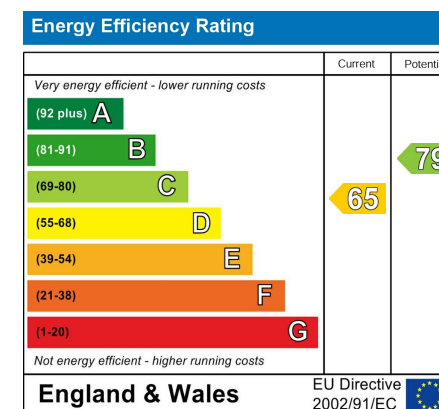 Energy Efficiency Rating
Current Potenti
Very energy efficient - lower running costs
(92 plus) A
(81-91) B
(69-80) C
(55-68) D
(39-54) E
(21-38) F
(1-20) G
65
79
Not energy efficient - higher running costs
England & Wales
EU Directive
2002/91/EC